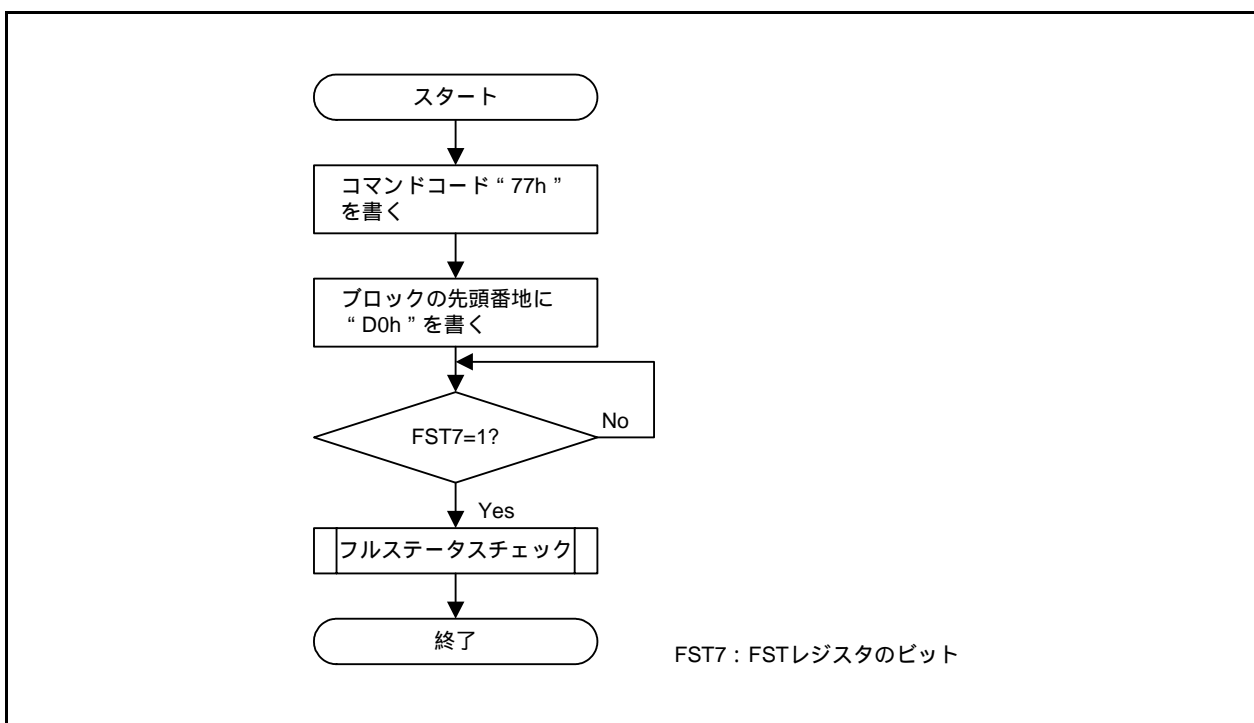 スタート
コマンドコード“77h”
を書く
ブロックの先頭番地に
“D0h”を書く
FST7=1?
No
Yes
フルステータスチェック
終了
FST7：FSTレジスタのビット